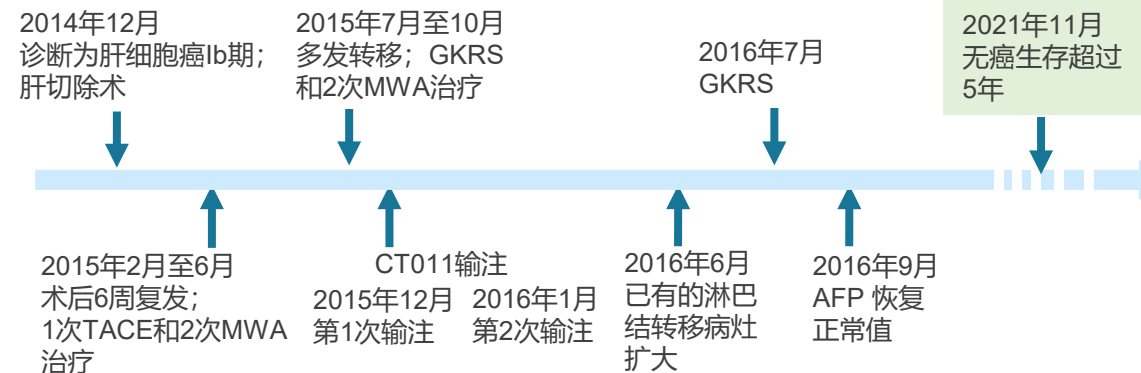 2014年12月
诊断为肝细胞癌Ib期；
肝切除术
2015年7月至10月
多发转移；GKRS
和2次MWA治疗
2016年7月
GKRS
2021年11月
无癌生存超过
5年
2015年2月至6月
术后6周复发；
1次TACE和2次MWA
治疗
CT011输注
2015年12月
第1次输注
2016年1月
第2次输注
2016年6月
已有的淋巴
结转移病灶
扩大
2016年9月
AFP 恢复
正常值